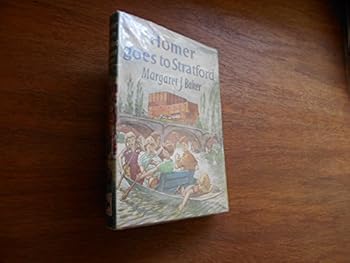 Homer
goes to Stratford
Margaret J Baker